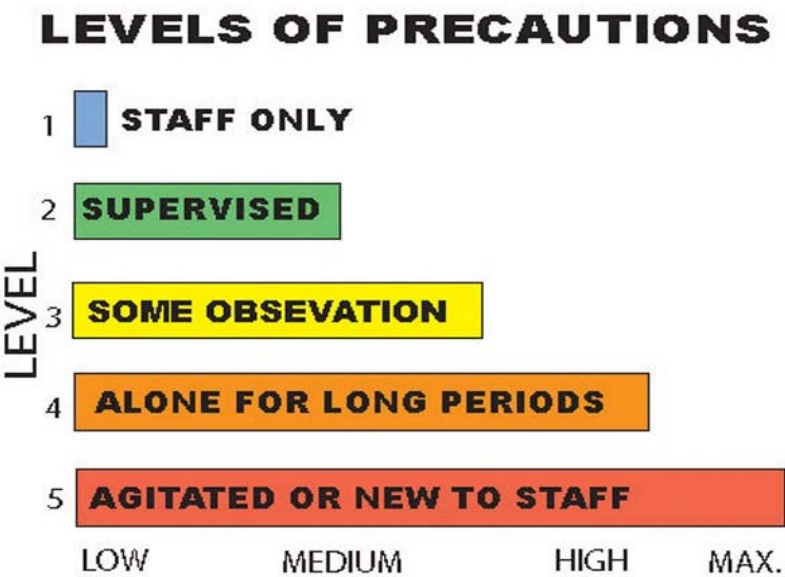 LEVELS OF PRECAUTIONS
1 STAFF ONLY
2 SUPERVISED
LEVEL
3 SOME OBSEVATION
4 ALONE FOR LONG PERIODS
5 AGITATED OR NEW TO STAFF
LOW MEDIUM HIGH MAX.